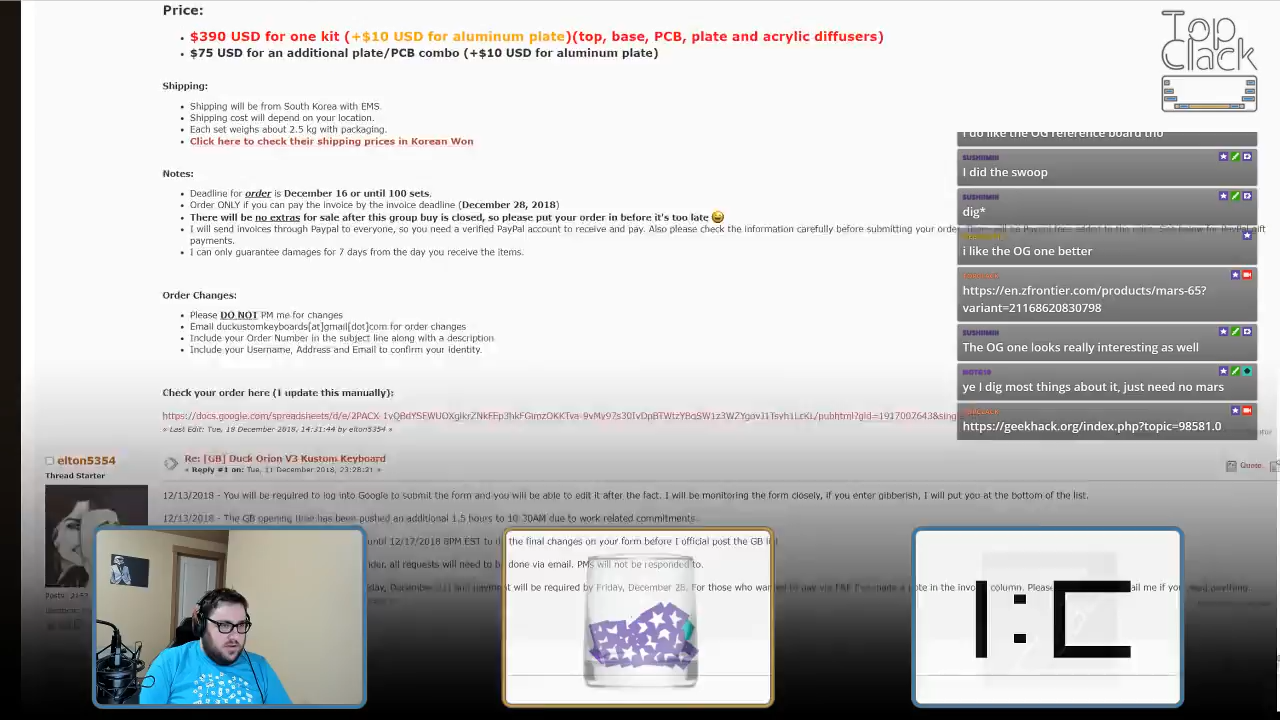 Price:
$390 USD for one kit (+$10 USD for aluminum plate)(top, base, PCB, plate and acrylic diffusers)
$75 USD for an additional plate/PCB combo (+$10 USD for aluminum plate)
Shipping:
Shipping will be from South Korea with EMS.
Shipping cost will depend on your location.
Each set weighs about 2.5 kg with packaging.
Click here to check their shipping prices in Korean Won
Notes:
Deadline for order is December 16 or until 100 sets.
Order ONLY if you can pay the invoice by the invoice deadline (December 28, 2018)
There will be no extras for sale after this group buy is closed, so please put your order in before it's too late
I will send invoices through Paypal to everyone, so you need a verified PayPal account to receive and pay. Also please check the information carefully before submitting your order.
payments.
I can only guarantee damages for 7 days from the day you receive the items.
Order Changes:
Please DO NOT PM me for changes
Email duckustomkeyboards[at]gmail[dot]com for order changes
Include your Order Number in the subject line along with a description
Include your Username, Address and Email to confirm your identity.
Check your order here (I update this manually):
« Last Edit: Tue, 18 December 2018, 14:31:44 by elton5354 »
elton5354
Thread Starter
Re: [GB] Duck Orion V3 Kustom Keyboard
« Reply #1 on: Tue, 11 December 2018, 23:28:21 »
Quote
12/13/2018 - You will be required to log into Google to submit the form and you will be able to edit it after the fact. I will be monitoring the form closely, if you enter gibberish, I will put you at the bottom of the list.
12/13/2018 - The GB opening time has been pushed an additional 1.5 hours to 10:30AM due to work related commitments.
until 12/17/2018 8PM EST to do the final changes on your form before I official post the GB
all requests will need to be done via email. PMs will not be responded to.
payment will be required by Friday, December 28. For those who want to pay via F&F
Top
Clack
I do like the OG reference board tho
SUSHIIMIN
I did the swoop
SUSHIIMIN
dig*
i like the OG one better
https://en.zfrontier.com/products/mars-65?
variant=21168620830798
SUSHIIMIN
The OG one looks really interesting as well
ye I dig most things about it, just need no mars
https://geekhack.org/index.php?topic=98581.0